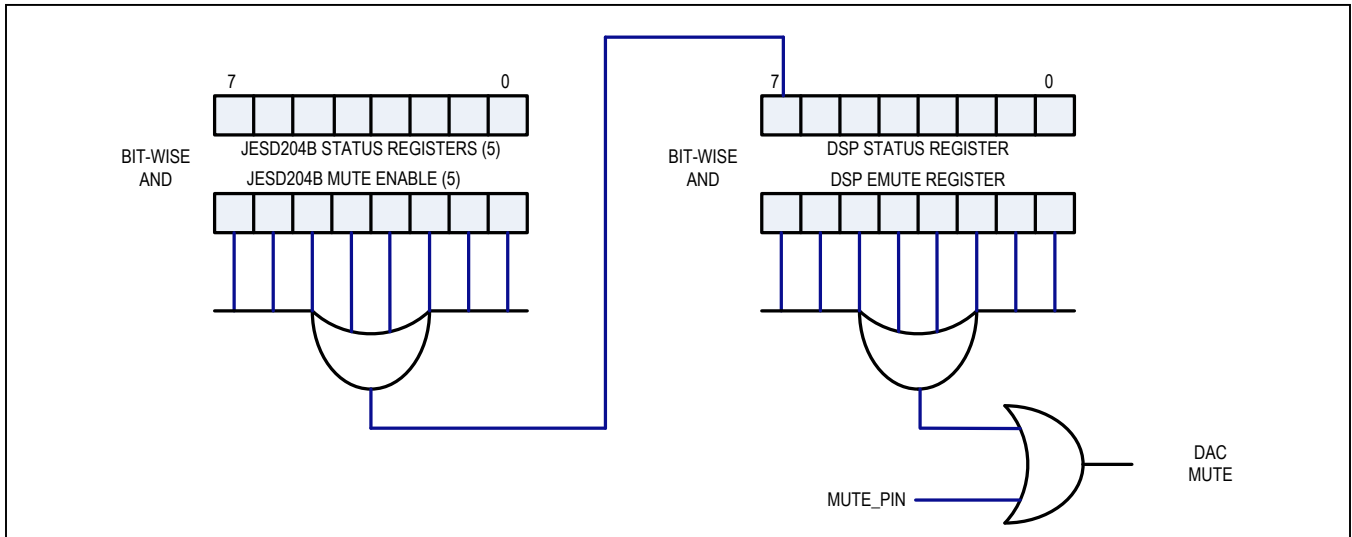 7 0
BIT-WISE
AND
JESD204B STATUS REGISTERS (5)
JESD204B MUTE ENABLE (5)
7 0
BIT-WISE
AND
DSP STATUS REGISTER
DSP EMUTE REGISTER
MUTE_PIN
DAC
MUTE